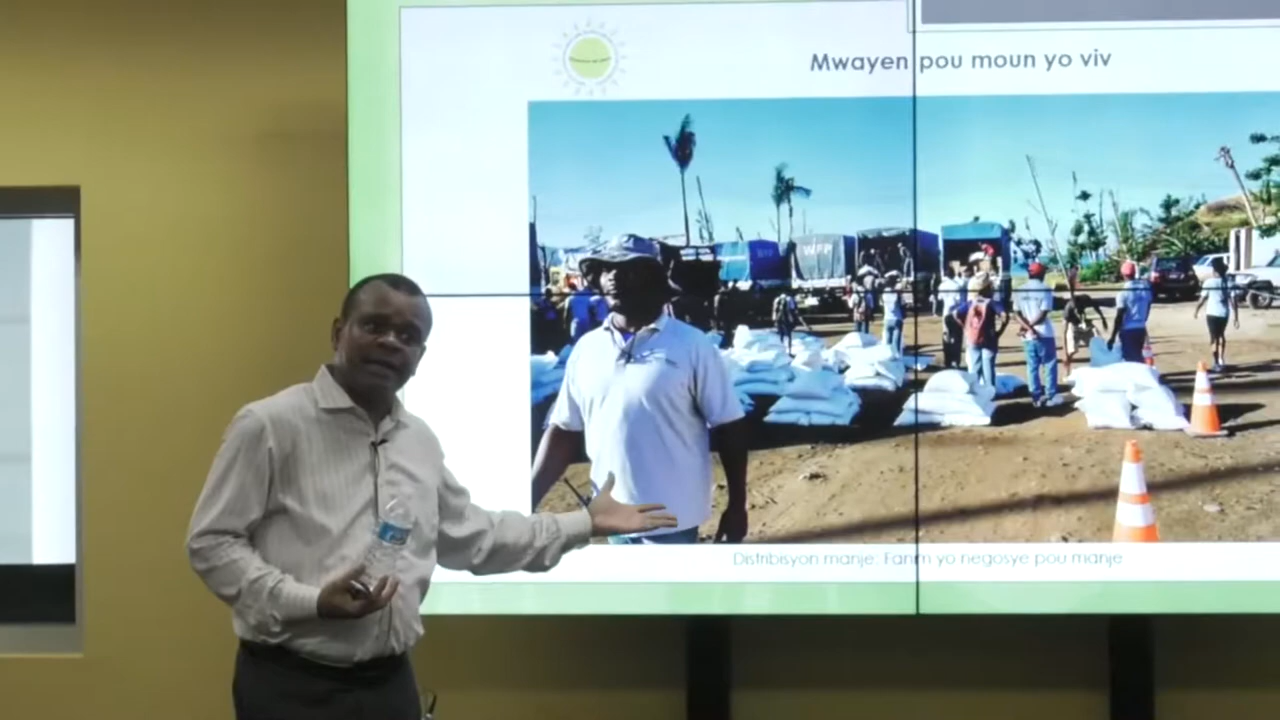 Mwayen pou moun yo viv
WFP
Distribisyon manje: Fanm yo negosye pou manje